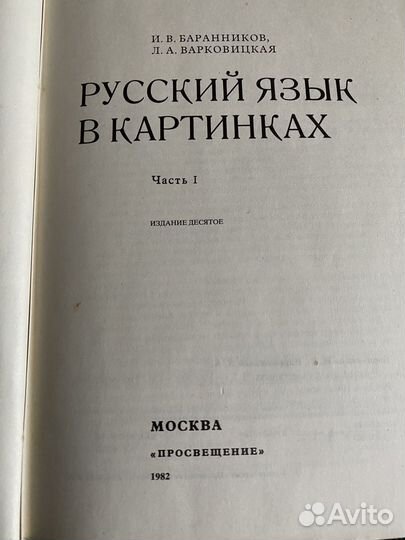 И. В. БАРАННИКОВ,
Л. А. ВАРКОВИЦКАЯ
РУССКИЙ ЯЗЫК
В КАРТИНКАХ
Часть I
ИЗДАНИЕ ДЕСЯТОЕ
МОСКВА
«ПРОСВЕЩЕНИЕ»
1982
Avito